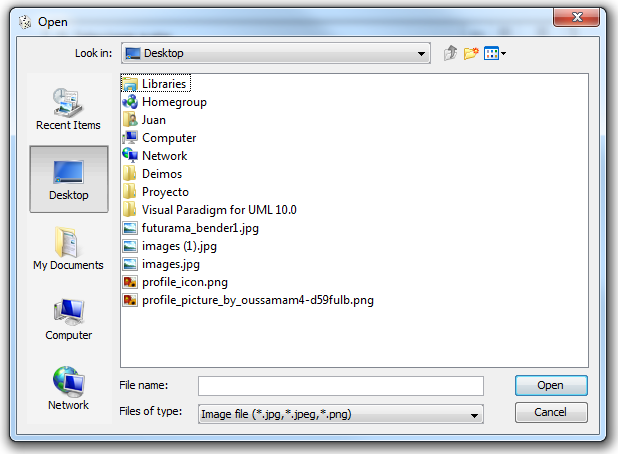 Open
Look in: Desktop
Recent Items
Desktop
My Documents
Computer
Network
Libraries
Homegroup
Juan
Computer
Network
Deimos
Proyecto
Visual Paradigm for UML 10.0
futurama_bender1.jpg
images (1).jpg
images.jpg
profile_icon.png
profile_picture_by_oussamam4-d59fulb.png
File name: Open
Files of type: Image file (*.jpg,*.jpeg,*.png) Cancel